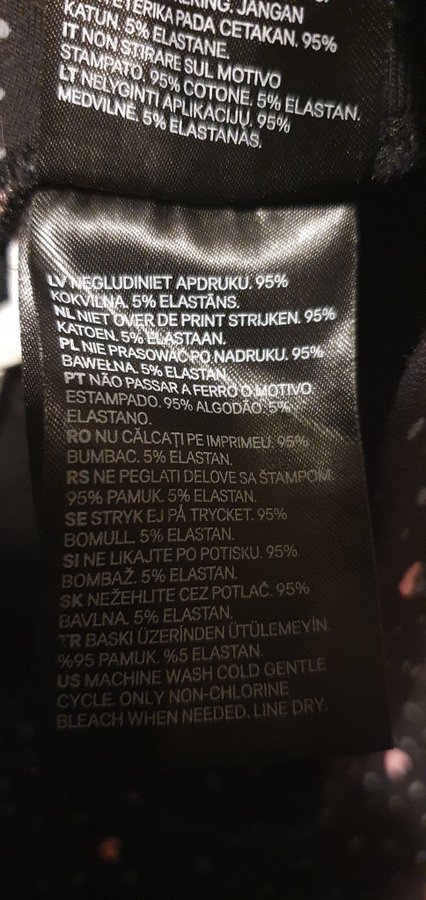 JANGAN
TERIKA PADA CETAKAN. 95%
KATUN. 5% ELASTANE.
IT NON STIRARE SUL MOTIVO
STAMPATO. 95% COTONE. 5% ELASTAN.
LT NELYGINTI APLIKACIJŲ. 95%
MEDVILNĖ. 5% ELASTANAS.
LV NEGLUDINIET APDRUKU. 95%
KOKVILNA. 5% ELASTĀNS.
NL NIET OVER DE PRINT STRIJKEN. 95%
KATOEN. 5% ELASTAAN.
PL NIE PRASOWAĆ PO NADRUKU. 95%
BAWEŁNA. 5% ELASTAN.
PT NÃO PASSAR A FERRO O MOTIVO
ESTAMPADO. 95% ALGODÃO. 5%
ELASTANO.
RO NU CĂLCAȚI PE IMPRIMEU. 95%
BUMBAC. 5% ELASTAN.
RS NE PEGLATI DELOVE SA ŠTAMPOM.
95% PAMUK. 5% ELASTAN.
SE STRYK EJ PÅ TRYCKET. 95%
BOMULL. 5% ELASTAN.
SI NE LIKAJTE PO POTISKU. 95%
BOMBAŽ. 5% ELASTAN.
SK NEŽEHLITE CEZ POTLAČ. 95%
BAVLNA. 5% ELASTAN.
TR BASKI ÜZERİNDEN ÜTÜLEMEYİN.
%95 PAMUK. %5 ELASTAN.
US MACHINE WASH COLD GENTLE
CYCLE. ONLY NON-CHLORINE
BLEACH WHEN NEEDED. LINE DRY.